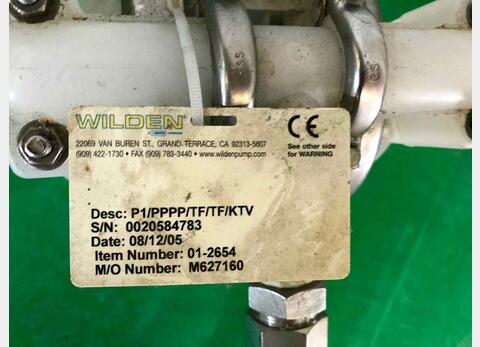 WILDEN
22069 VAN BUREN ST., GRAND TERRACE, CA 92313-5607
(909) 422-1730 • FAX (909) 783-3440 • www.wildenpump.com
CE
See other side
for WARNING
Desc: P1/PPPP/TF/TF/KTV
S/N: 0020584783
Date: 08/12/05
Item Number: 01-2654
M/O Number: M627160